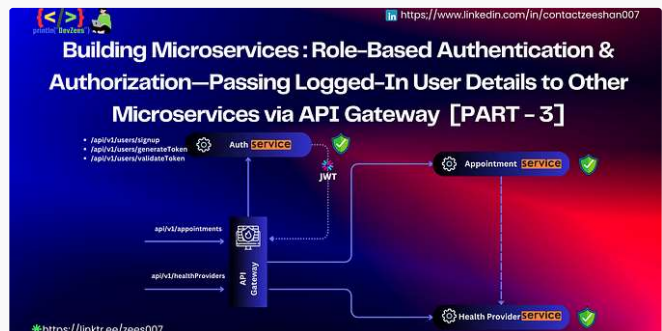 </>
println("DevZees")
https://www.linkedin.com/in/contactzeeshan007
Building Microservices : Role-Based Authentication &
Authorization—Passing Logged-In User Details to Other
Microservices via API Gateway [PART - 3]
/api/v1/users/signup
/api/v1/users/generateToken
/api/v1/users/validateToken
Auth service
JWT
Appointment service
api/v1/appointments
api/v1/healthProviders
API
Gateway
Health Provider service
https://linktr.ee/zees007